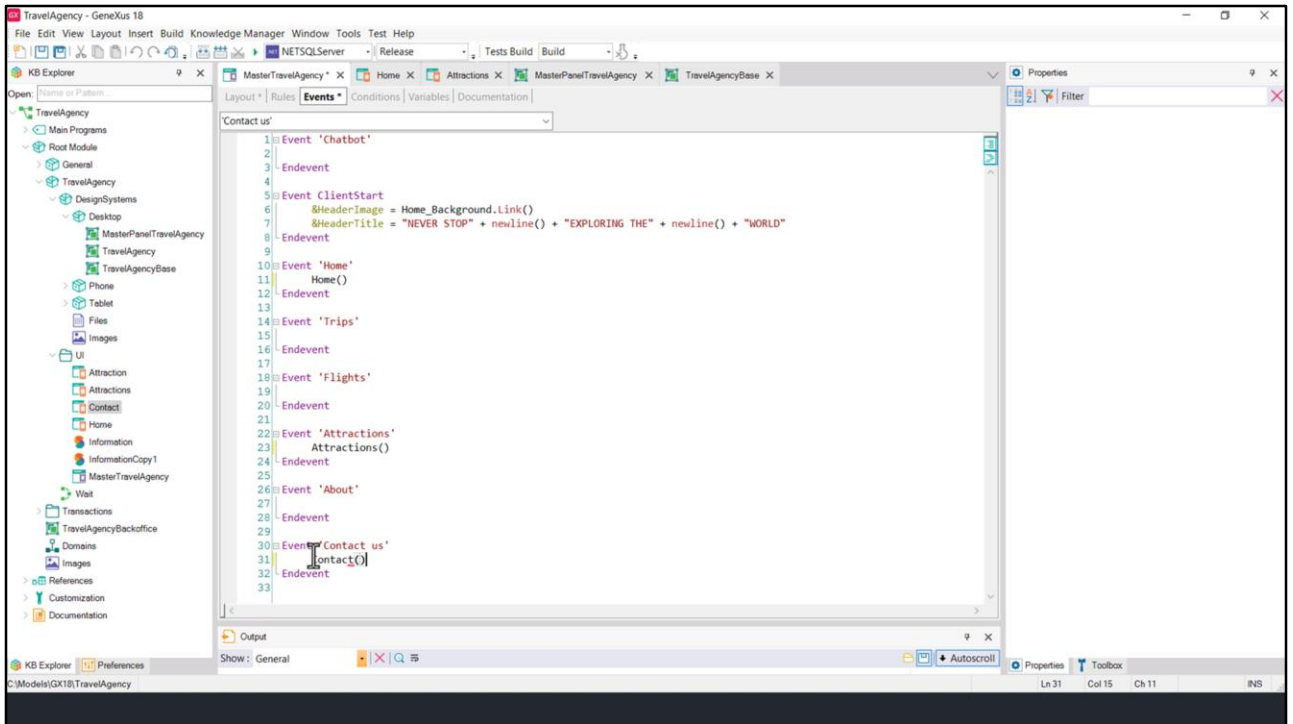 TravelAgency - GeneXus 18
File Edit View Layout Insert Build Knowledge Manager Window Tools Test Help
NETSQLServer Release Tests Build Build
KB Explorer
Open: Name or Pattern...
TravelAgency
Main Programs
Root Module
General
TravelAgency
DesignSystems
Desktop
MasterPanelTravelAgency
TravelAgency
TravelAgencyBase
Phone
Tablet
Files
Images
UI
Attraction
Attractions
Contact
Home
Information
InformationCopy1
MasterTravelAgency
Wait
Transactions
TravelAgencyBackoffice
Domains
Images
References
Customization
Documentation
KB Explorer Preferences
MasterTravelAgency * Home Attractions MasterPanelTravelAgency TravelAgencyBase
Layout * Rules Events * Conditions Variables Documentation
'Contact us'
1 Event 'Chatbot'
2
3 Endevent
4
5 Event ClientStart
6 &HeaderImage = Home_Background.Link()
7 &HeaderTitle = "NEVER STOP" + newline() + "EXPLORING THE" + newline() + "WORLD"
8 Endevent
9
10 Event 'Home'
11 Home()
12 Endevent
13
14 Event 'Trips'
15
16 Endevent
17
18 Event 'Flights'
19
20 Endevent
21
22 Event 'Attractions'
23 Attractions()
24 Endevent
25
26 Event 'About'
27
28 Endevent
29
30 Event 'Contact us'
31 Contact()
32 Endevent
33
Output
Show: General Autoscroll
Properties
Filter
Properties Toolbox
C:\Models\GX18\TravelAgency Ln 31 Col 15 Ch 11 INS